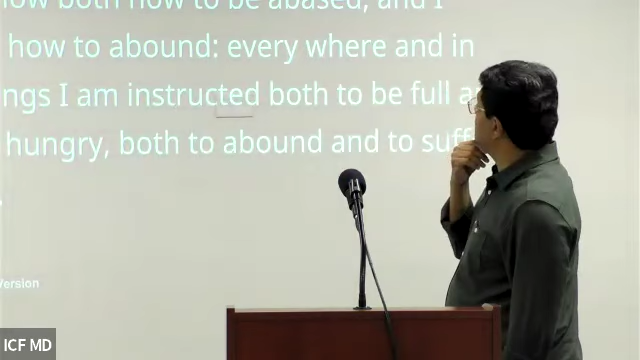 now both how to be abased, and I
how to abound: every where and in
ngs I am instructed both to be full a
hungry, both to abound and to suff
Version
ICF MD